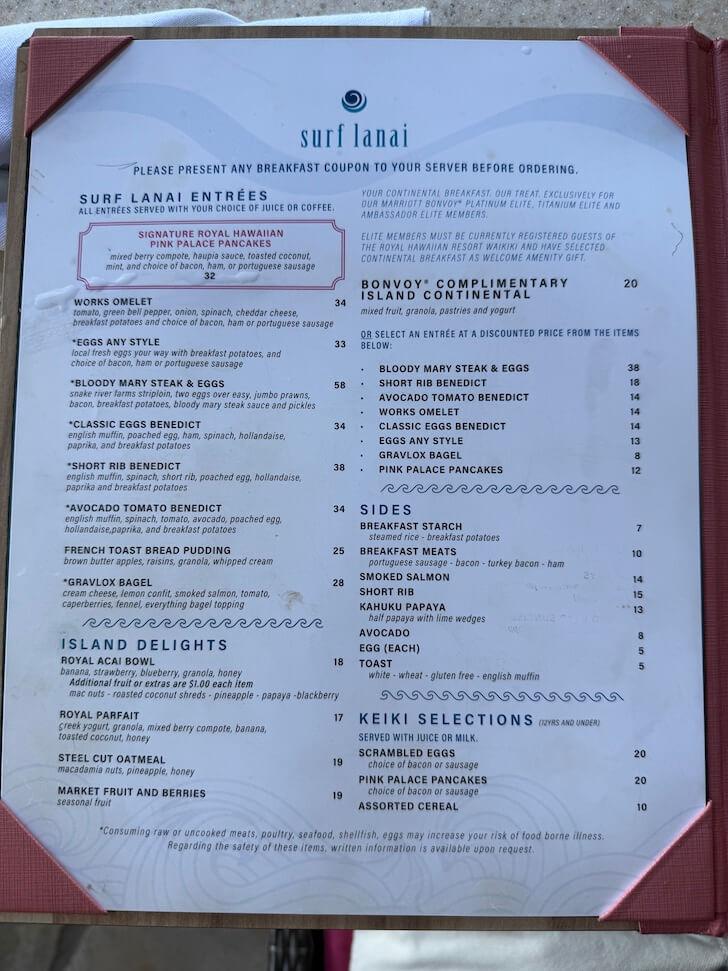 surf lanai
PLEASE PRESENT ANY BREAKFAST COUPON TO YOUR SERVER BEFORE ORDERING.
SURF LANAI ENTRÉES
ALL ENTRÉES SERVED WITH YOUR CHOICE OF JUICE OR COFFEE.
SIGNATURE ROYAL HAWAIIAN
PINK PALACE PANCAKES
mixed berry compote, haupia sauce, toasted coconut,
mint, and choice of bacon, ham, or portuguese sausage
32
WORKS OMELET 34
tomato, green bell pepper, onion, spinach, cheddar cheese,
breakfast potatoes and choice of bacon, ham or portuguese sausage
*EGGS ANY STYLE 33
local fresh eggs your way with breakfast potatoes, and
choice of bacon, ham or portuguese sausage
*BLOODY MARY STEAK & EGGS 58
snake river farms striploin, two eggs over easy, jumbo prawns,
bacon, breakfast potatoes, bloody mary steak sauce and pickles
*CLASSIC EGGS BENEDICT 34
english muffin, poached egg, ham, spinach, hollandaise,
paprika, and breakfast potatoes
*SHORT RIB BENEDICT 38
english muffin, spinach, short rib, poached egg, hollandaise,
paprika and breakfast potatoes
*AVOCADO TOMATO BENEDICT 34
english muffin, spinach, tomato, avocado, poached egg,
hollandaise,paprika, and breakfast potatoes
FRENCH TOAST BREAD PUDDING 25
brown butter apples, raisins, granola, whipped cream
*GRAVLOX BAGEL 28
cream cheese, lemon confit, smoked salmon, tomato,
caperberries, fennel, everything bagel topping
ISLAND DELIGHTS
ROYAL ACAI BOWL 18
banana, strawberry, blueberry, granola, honey
Additional fruit or extras are $1.00 each item
mac nuts - roasted coconut shreds - pineapple - papaya -blackberry
ROYAL PARFAIT 17
greek yogurt, granola, mixed berry compote, banana,
toasted coconut, honey
STEEL CUT OATMEAL 19
macadamia nuts, pineapple, honey
MARKET FRUIT AND BERRIES 19
seasonal fruit
YOUR CONTINENTAL BREAKFAST. OUR TREAT. EXCLUSIVELY FOR
OUR MARRIOTT BONVOY® PLATINUM ELITE, TITANIUM ELITE AND
AMBASSADOR ELITE MEMBERS.
ELITE MEMBERS MUST BE CURRENTLY REGISTERED GUESTS OF
THE ROYAL HAWAIIAN RESORT WAIKIKI AND HAVE SELECTED
CONTINENTAL BREAKFAST AS WELCOME AMENITY GIFT.
BONVOY® COMPLIMENTARY 20
ISLAND CONTINENTAL
mixed fruit, granola, pastries and yogurt
OR SELECT AN ENTRÉE AT A DISCOUNTED PRICE FROM THE ITEMS
BELOW:
· BLOODY MARY STEAK & EGGS 38
· SHORT RIB BENEDICT 18
· AVOCADO TOMATO BENEDICT 14
· WORKS OMELET 14
· CLASSIC EGGS BENEDICT 14
· EGGS ANY STYLE 13
· GRAVLOX BAGEL 8
· PINK PALACE PANCAKES 12
SIDES
BREAKFAST STARCH 7
steamed rice - breakfast potatoes
BREAKFAST MEATS 10
portuguese sausage - bacon - turkey bacon - ham
SMOKED SALMON 14
SHORT RIB 15
KAHUKU PAPAYA 13
half papaya with lime wedges
AVOCADO 8
EGG (EACH) 5
TOAST 5
white - wheat - gluten free - english muffin
KEIKI SELECTIONS (12YRS AND UNDER)
SERVED WITH JUICE OR MILK.
SCRAMBLED EGGS 20
choice of bacon or sausage
PINK PALACE PANCAKES 20
choice of bacon or sausage
ASSORTED CEREAL 10
*Consuming raw or uncooked meats, poultry, seafood, shellfish, eggs may increase your risk of food borne illness.
Regarding the safety of these items, written information is available upon request.